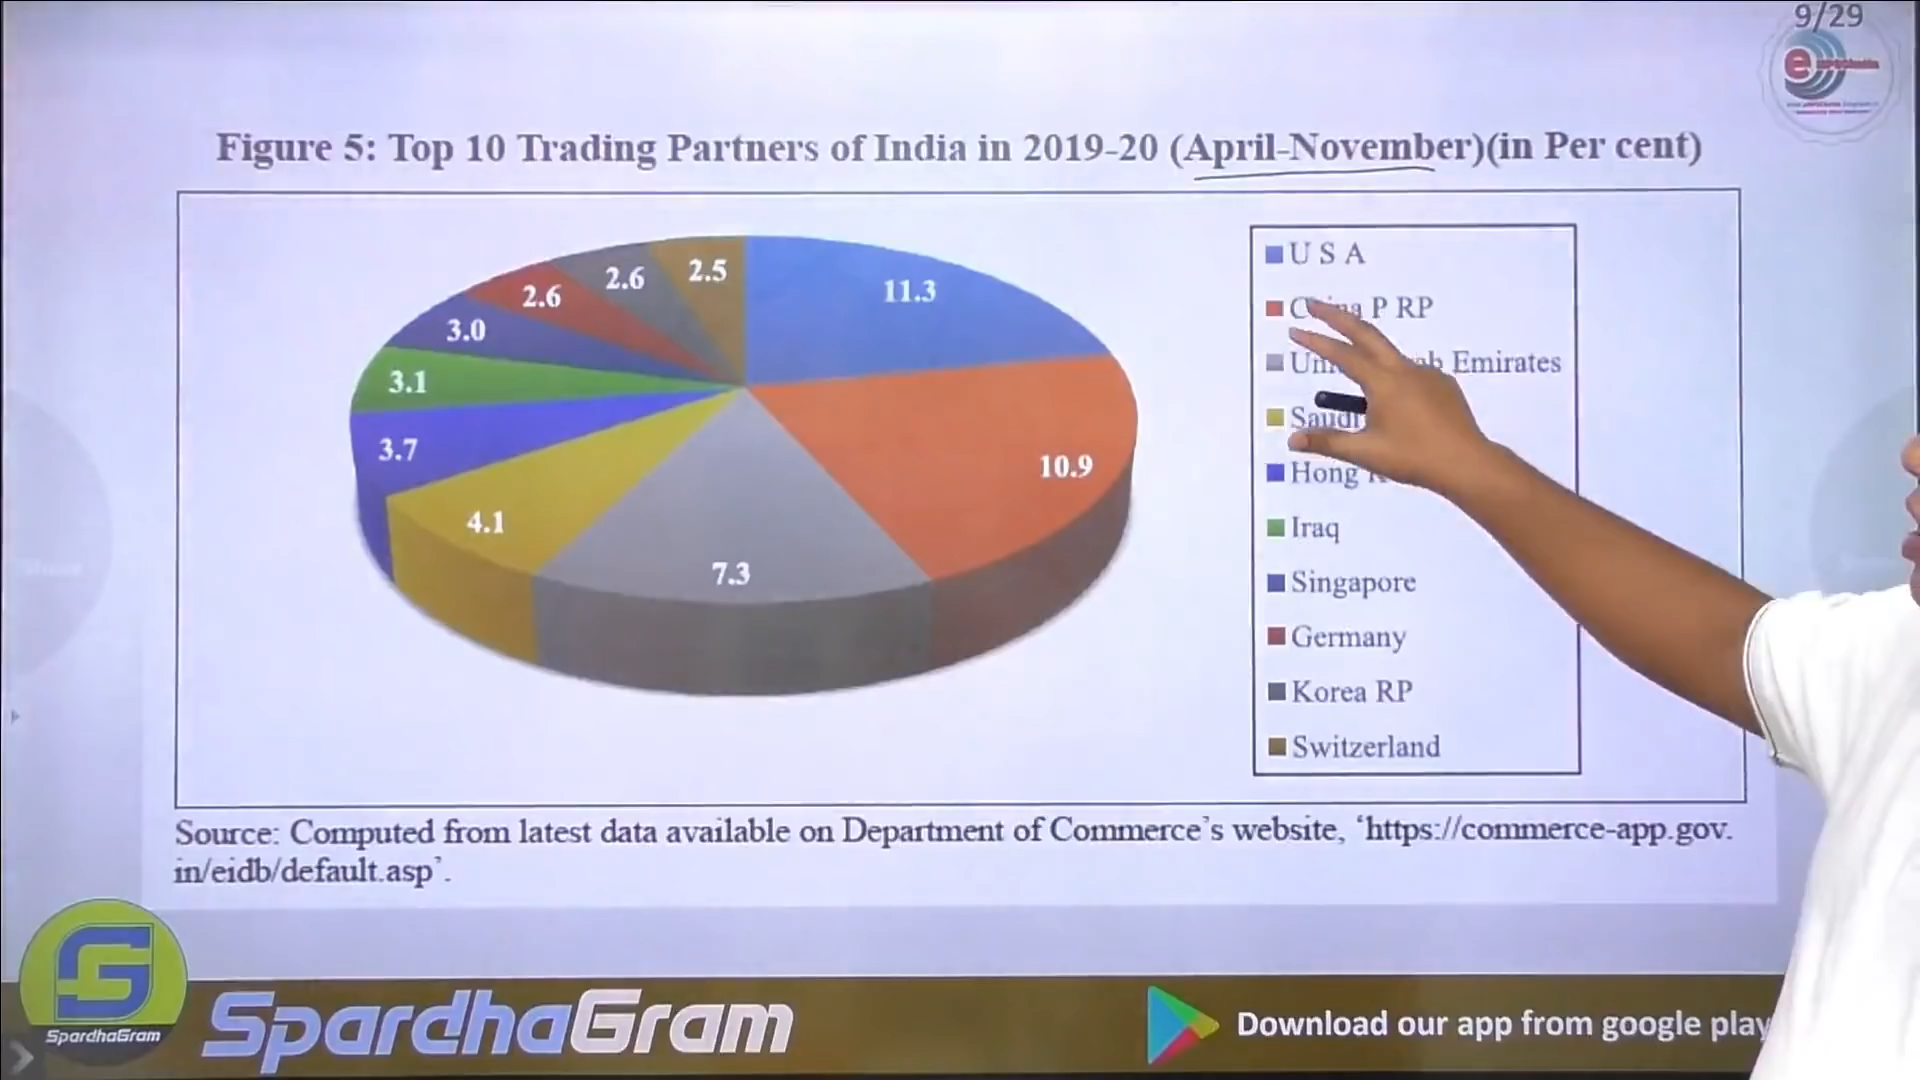 9/29
Figure 5: Top 10 Trading Partners of India in 2019-20 (April-November)(in Per cent)
2.5
2.6
11.3
2.6
3.0
3.1
3.7
10.9
4.1
7.3
U S A
P RP
Emirates
Saudi
Hong
Iraq
Singapore
Germany
Korea RP
Switzerland
Source: Computed from latest data available on Department of Commerce's website, 'https://commerce-app.gov.
in/eidb/default.asp'.
SpardhaGram
SpardhaGram
Download our app from google play